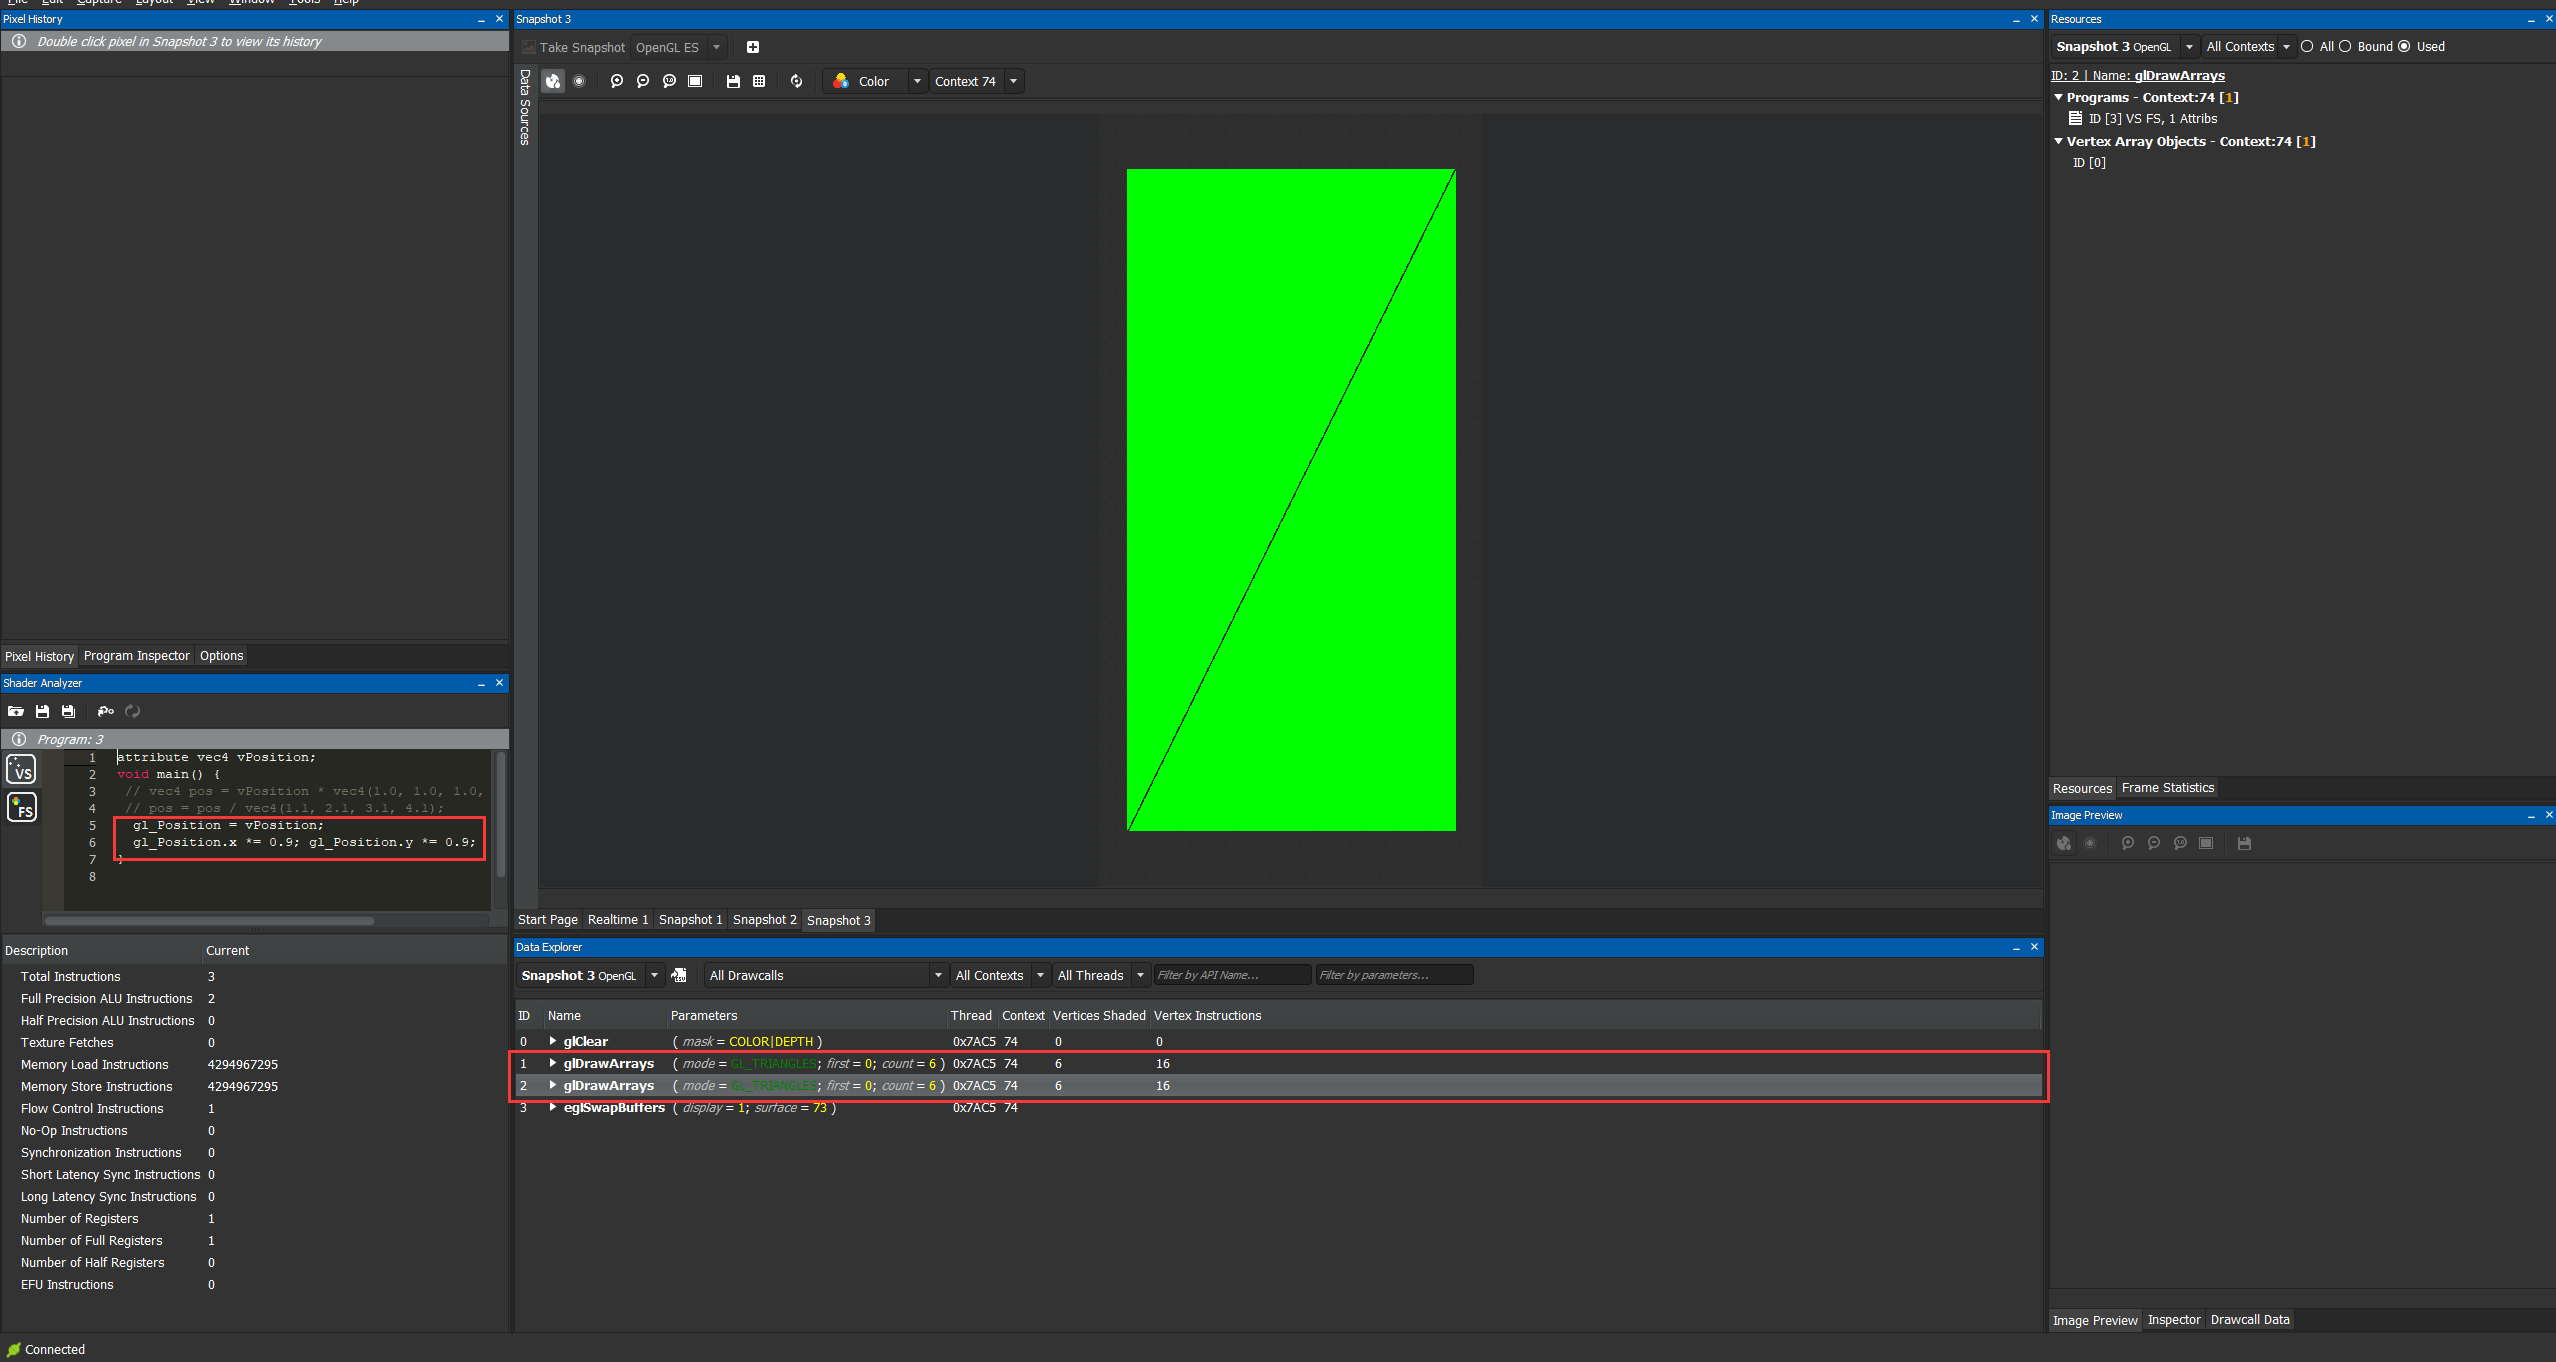 File Edit Capture Layout View Window Tools Help
Pixel History
Double click pixel in Snapshot 3 to view its history
Pixel History Program Inspector Options
Shader Analyzer
Program: 3
VS
FS
1 attribute vec4 vPosition;
2 void main() {
3 // vec4 pos = vPosition * vec4(1.0, 1.0, 1.0,
4 // pos = pos / vec4(1.1, 2.1, 3.1, 4.1);
5 gl_Position = vPosition;
6 gl_Position.x *= 0.9; gl_Position.y *= 0.9;
7 }
8
Description Current
Total Instructions 3
Full Precision ALU Instructions 2
Half Precision ALU Instructions 0
Texture Fetches 0
Memory Load Instructions 4294967295
Memory Store Instructions 4294967295
Flow Control Instructions 1
No-Op Instructions 0
Synchronization Instructions 0
Short Latency Sync Instructions 0
Long Latency Sync Instructions 0
Number of Registers 1
Number of Full Registers 1
Number of Half Registers 0
EFU Instructions 0
Connected
Snapshot 3
Take Snapshot OpenGL ES
Data Sources
Color Context 74
Start Page Realtime 1 Snapshot 1 Snapshot 2 Snapshot 3
Data Explorer
Snapshot 3 OpenGL All Drawcalls All Contexts All Threads Filter by API Name... Filter by parameters...
ID Name Parameters Thread Context Vertices Shaded Vertex Instructions
0 glClear ( mask = COLOR|DEPTH ) 0x7AC5 74 0 0
1 glDrawArrays ( mode = GL_TRIANGLES; first = 0; count = 6 ) 0x7AC5 74 6 16
2 glDrawArrays ( mode = GL_TRIANGLES; first = 0; count = 6 ) 0x7AC5 74 6 16
3 eglSwapBuffers ( display = 1; surface = 73 ) 0x7AC5 74
Resources
Snapshot 3 OpenGL All Contexts All Bound Used
ID: 2 | Name: glDrawArrays
Programs - Context:74 [1]
ID [3] VS FS, 1 Attribs
Vertex Array Objects - Context:74 [1]
ID [0]
Resources Frame Statistics
Image Preview
Image Preview Inspector Drawcall Data